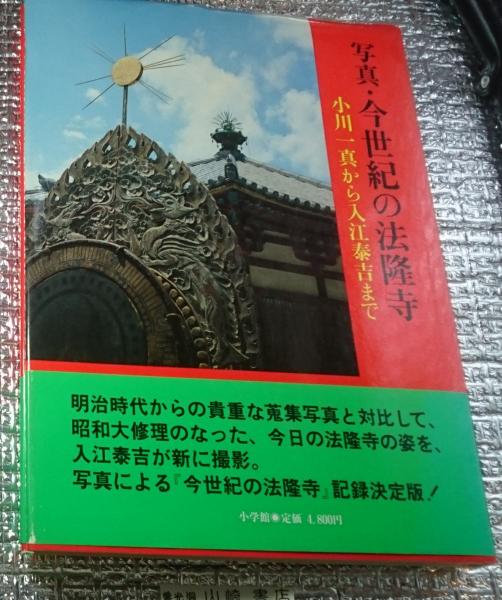 写真・今世紀の法隆寺
小川一真から入江泰吉まで
明治時代からの貴重な蒐集写真と対比して、
昭和大修理のなった、今日の法隆寺の姿を、
入江泰吉が新に撮影。
写真による『今世紀の法隆寺』記録決定版!
小学館 定価 4,800円
山崎書店